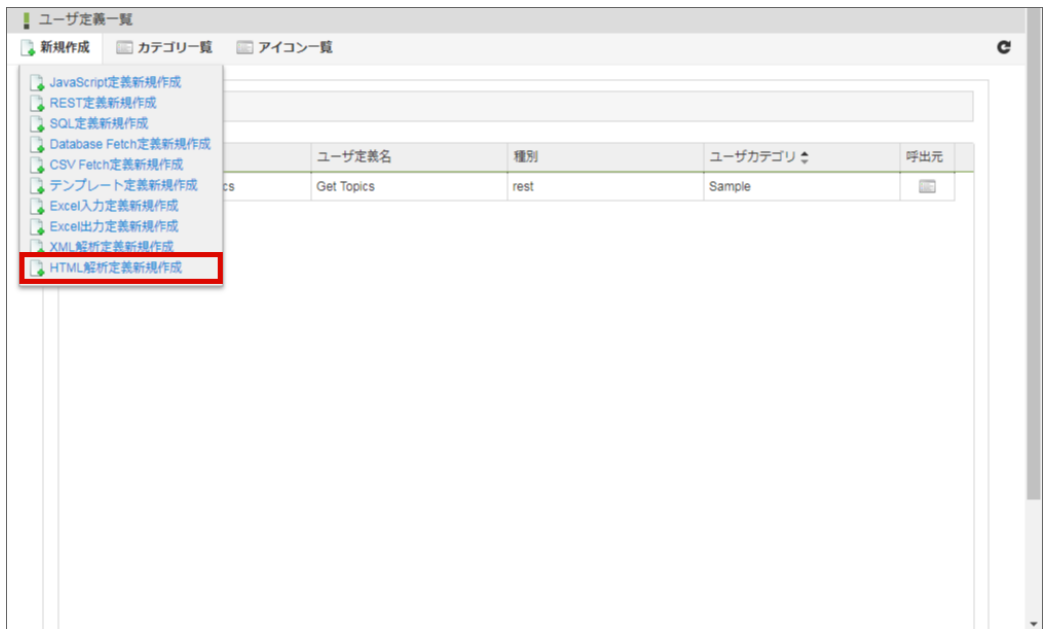 ユーザ定義一覧
新規作成 カテゴリ一覧 アイコン一覧
JavaScript定義新規作成
REST定義新規作成
SQL定義新規作成
Database Fetch定義新規作成
CSV Fetch定義新規作成
テンプレート定義新規作成
Excel入力定義新規作成
Excel出力定義新規作成
XML解析定義新規作成
HTML解析定義新規作成
ユーザ定義名 種別 ユーザカテゴリ 呼出元
cs Get Topics rest Sample